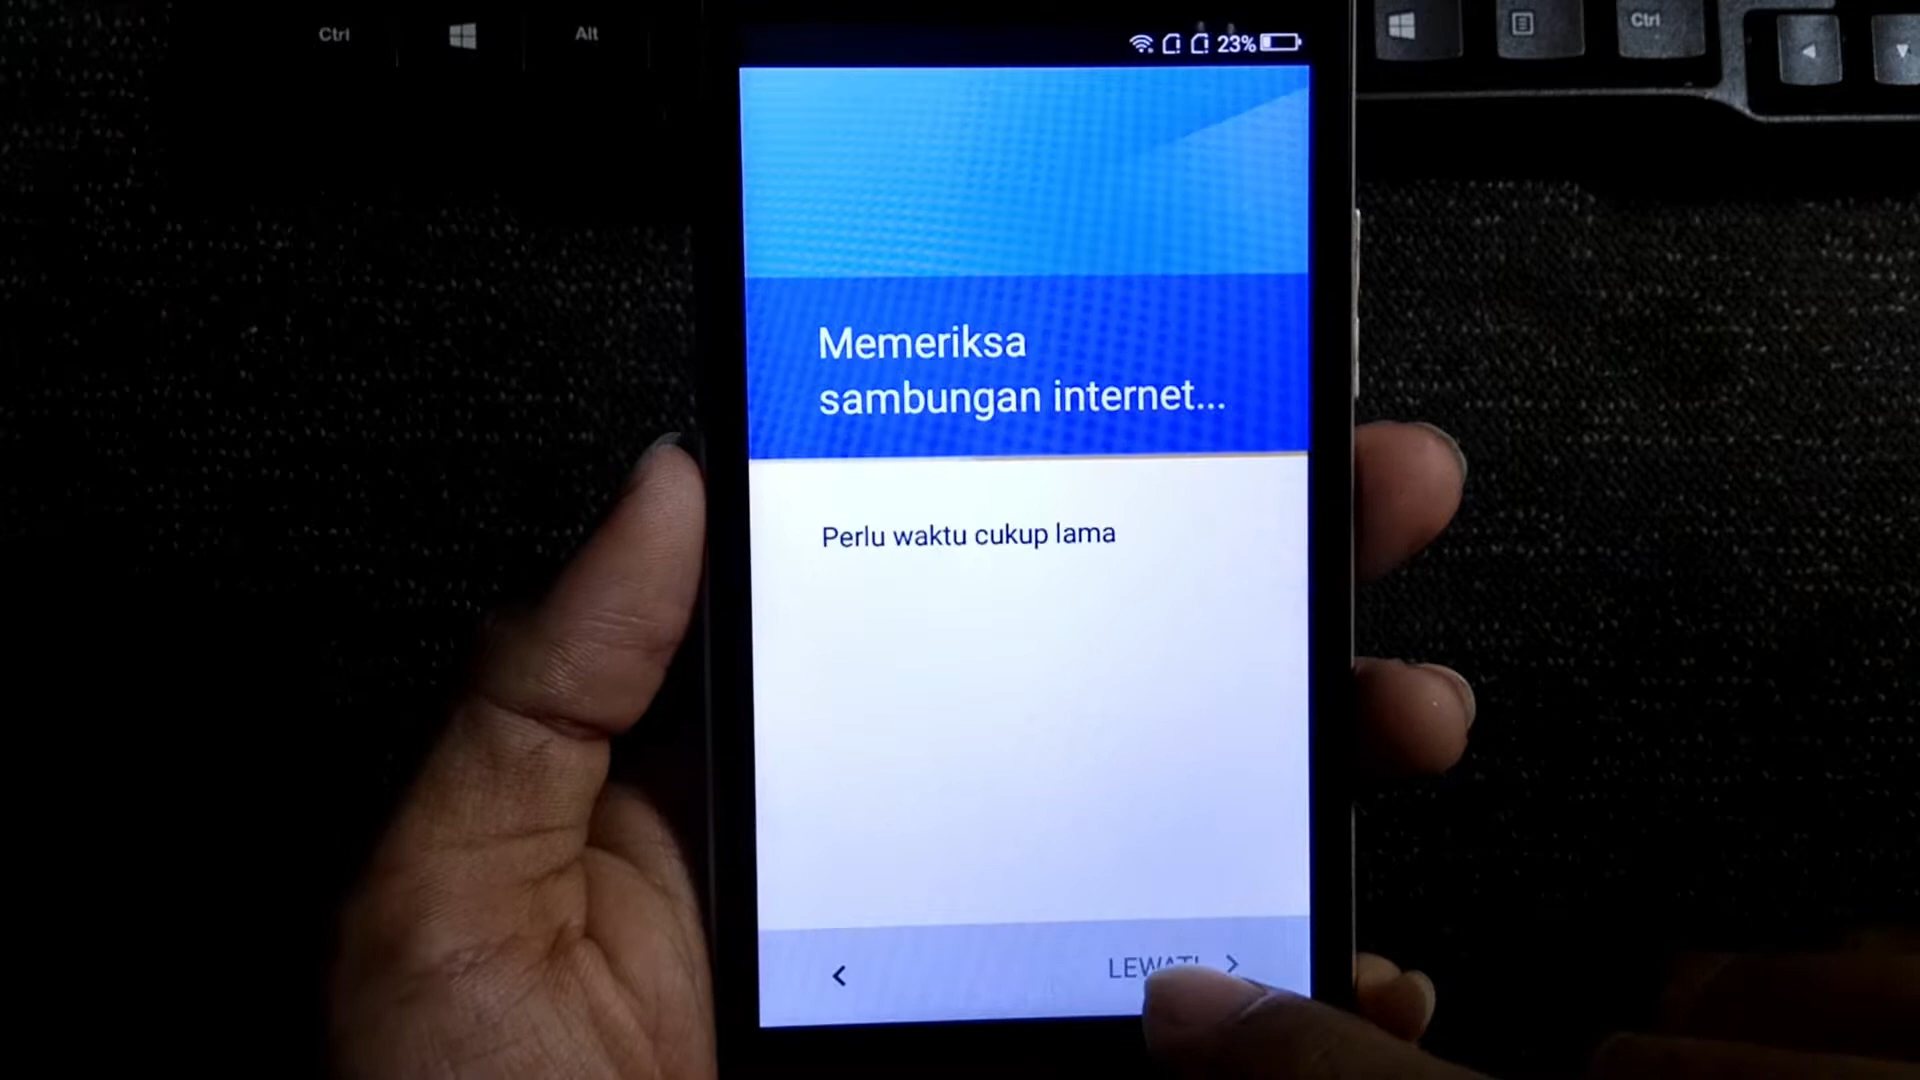 Ctrl
Alt
Ctrl
23%
Memeriksa
sambungan internet...
Perlu waktu cukup lama
LEWATI